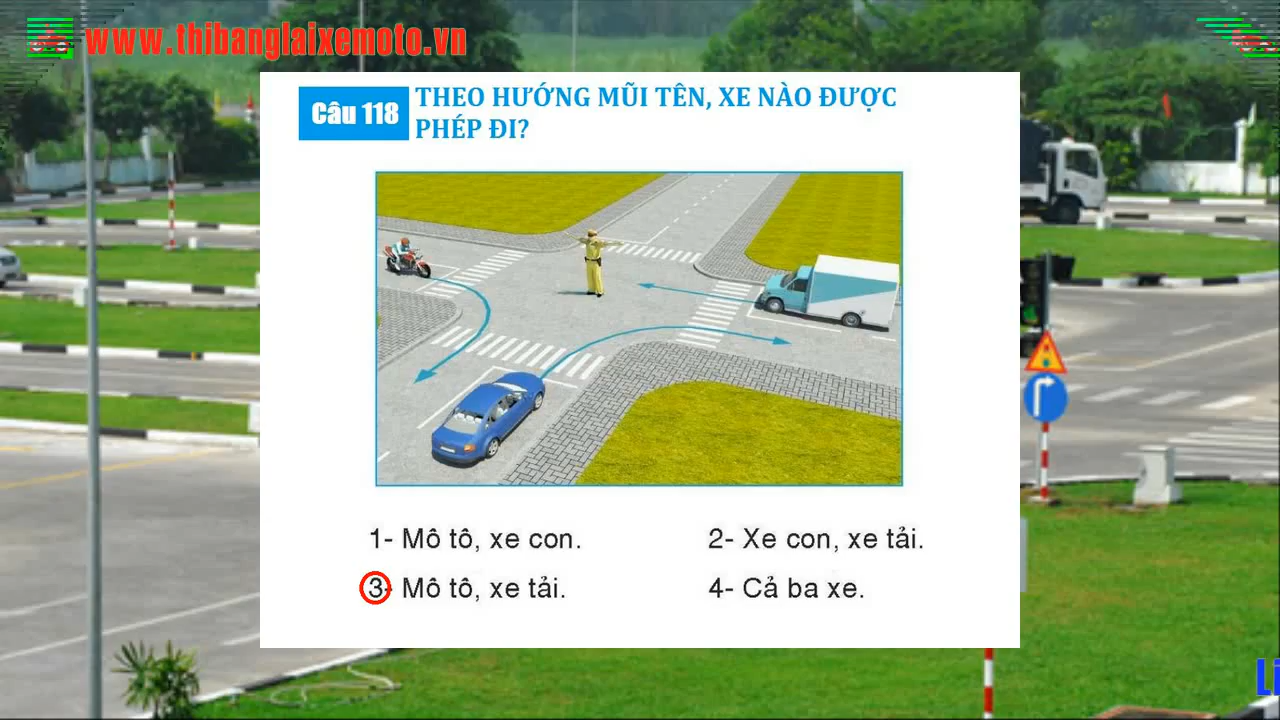 www.thibanglaixemoto.vn
Câu 118
THEO HƯỚNG MŨI TÊN, XE NÀO ĐƯỢC
PHÉP ĐI?
1- Mô tô, xe con.
2- Xe con, xe tải.
3- Mô tô, xe tải.
4- Cả ba xe.
Li